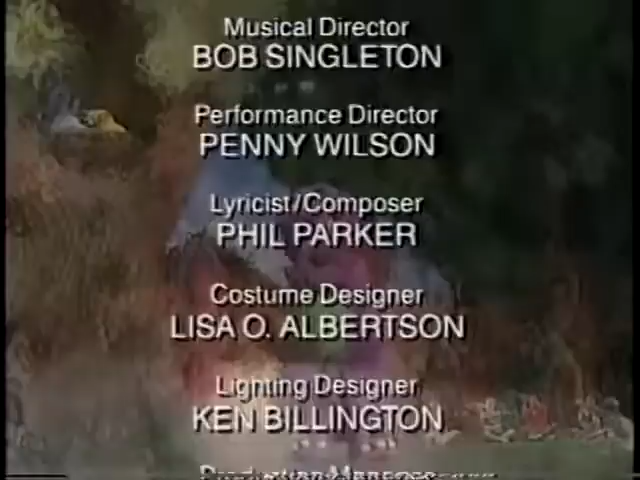 Musical Director
BOB SINGLETON
Performance Director
PENNY WILSON
Lyricist/Composer
PHIL PARKER
Costume Designer
LISA O. ALBERTSON
Lighting Designer
KEN BILLINGTON